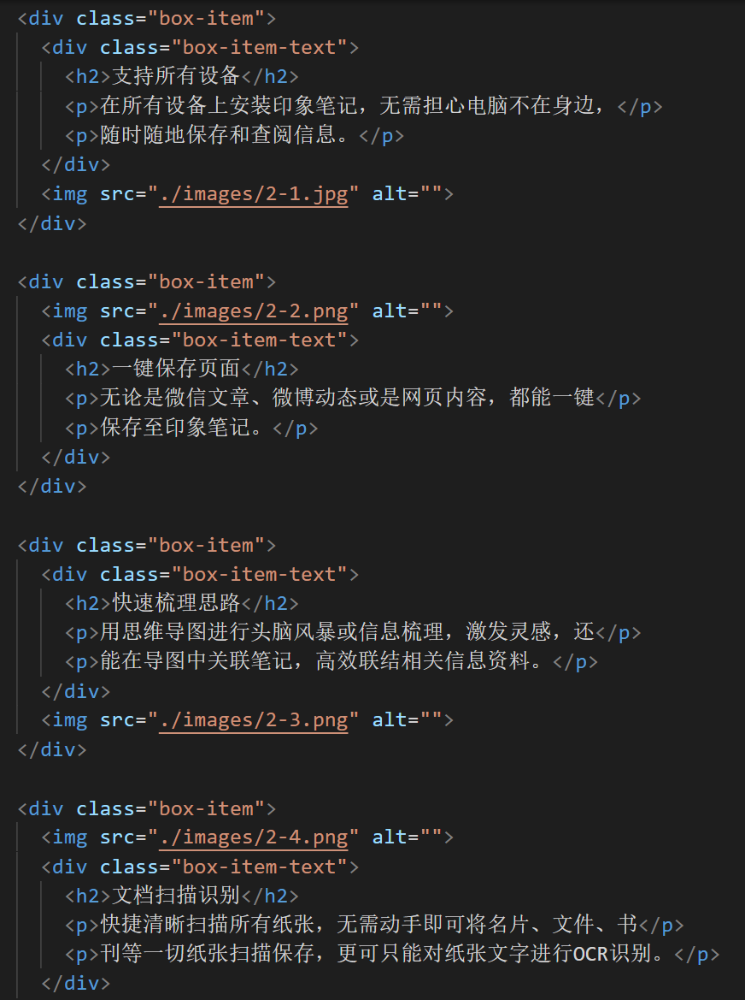 <div class="box-item">
<div class="box-item-text">
<h2>支持所有设备</h2>
<p>在所有设备上安装印象笔记，无需担心电脑不在身边，</p>
<p>随时随地保存和查阅信息。</p>
</div>
<img src="./images/2-1.jpg" alt="">
</div>
<div class="box-item">
<img src="./images/2-2.png" alt="">
<div class="box-item-text">
<h2>一键保存页面</h2>
<p>无论是微信文章、微博动态或是网页内容，都能一键</p>
<p>保存至印象笔记。</p>
</div>
</div>
<div class="box-item">
<div class="box-item-text">
<h2>快速梳理思路</h2>
<p>用思维导图进行头脑风暴或信息梳理，激发灵感，还</p>
<p>能在导图中关联笔记，高效联结相关信息资料。</p>
</div>
<img src="./images/2-3.png" alt="">
</div>
<div class="box-item">
<img src="./images/2-4.png" alt="">
<div class="box-item-text">
<h2>文档扫描识别</h2>
<p>快捷清晰扫描所有纸张，无需动手即可将名片、文件、书</p>
<p>刊等一切纸张扫描保存，更可只能对纸张文字进行OCR识别。</p>
</div>